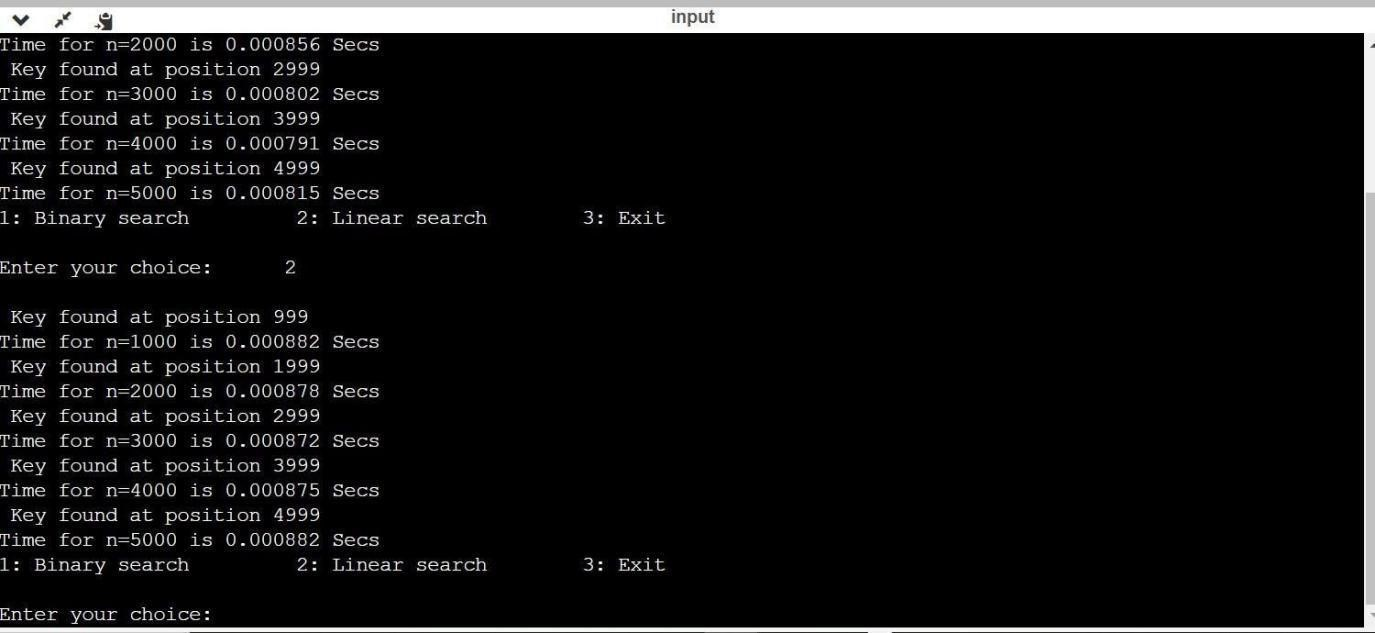 input
Time for n=2000 is 0.000856 Secs
Key found at position 2999
Time for n=3000 is 0.000802 Secs
Key found at position 3999
Time for n=4000 is 0.000791 Secs
Key found at position 4999
Time for n=5000 is 0.000815 Secs
1: Binary search 2: Linear search 3: Exit
Enter your choice: 2
Key found at position 999
Time for n=1000 is 0.000882 Secs
Key found at position 1999
Time for n=2000 is 0.000878 Secs
Key found at position 2999
Time for n=3000 is 0.000872 Secs
Key found at position 3999
Time for n=4000 is 0.000875 Secs
Key found at position 4999
Time for n=5000 is 0.000882 Secs
1: Binary search 2: Linear search 3: Exit
Enter your choice: